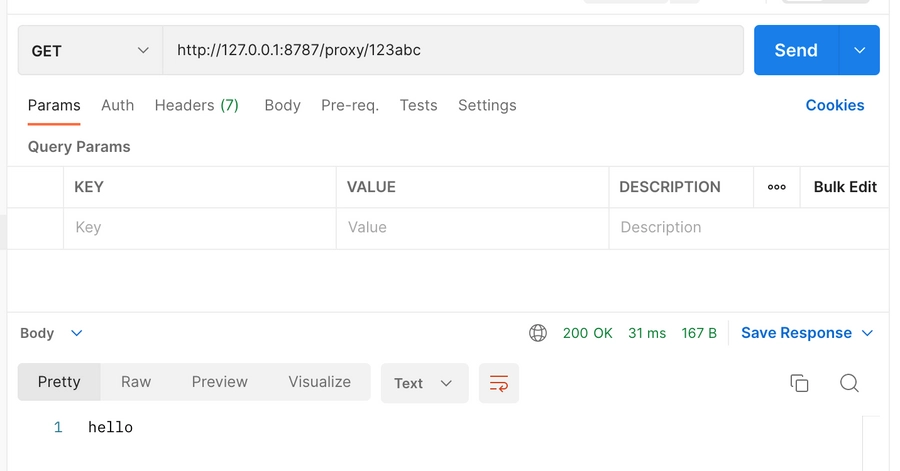 GET http://127.0.0.1:8787/proxy/123abc Send
Params Auth Headers (7) Body Pre-req. Tests Settings Cookies
Query Params
KEY VALUE DESCRIPTION ooo Bulk Edit
Key Value Description
Body 200 OK 31 ms 167 B Save Response
Pretty Raw Preview Visualize Text
1 hello